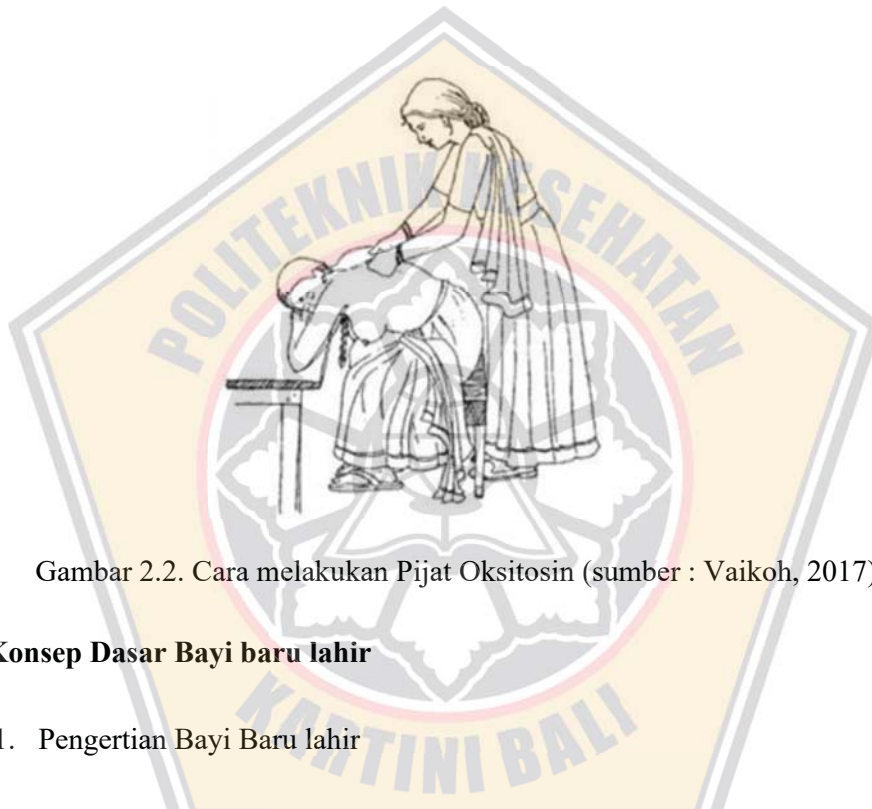 POLITEKNIK KESEHATAN
Gambar 2.2. Cara melakukan Pijat Oksitosin (sumber : Vaikoh, 2017)
Konsep Dasar Bayi baru lahir
1. Pengertian Bayi Baru lahir
KARTINI BALI